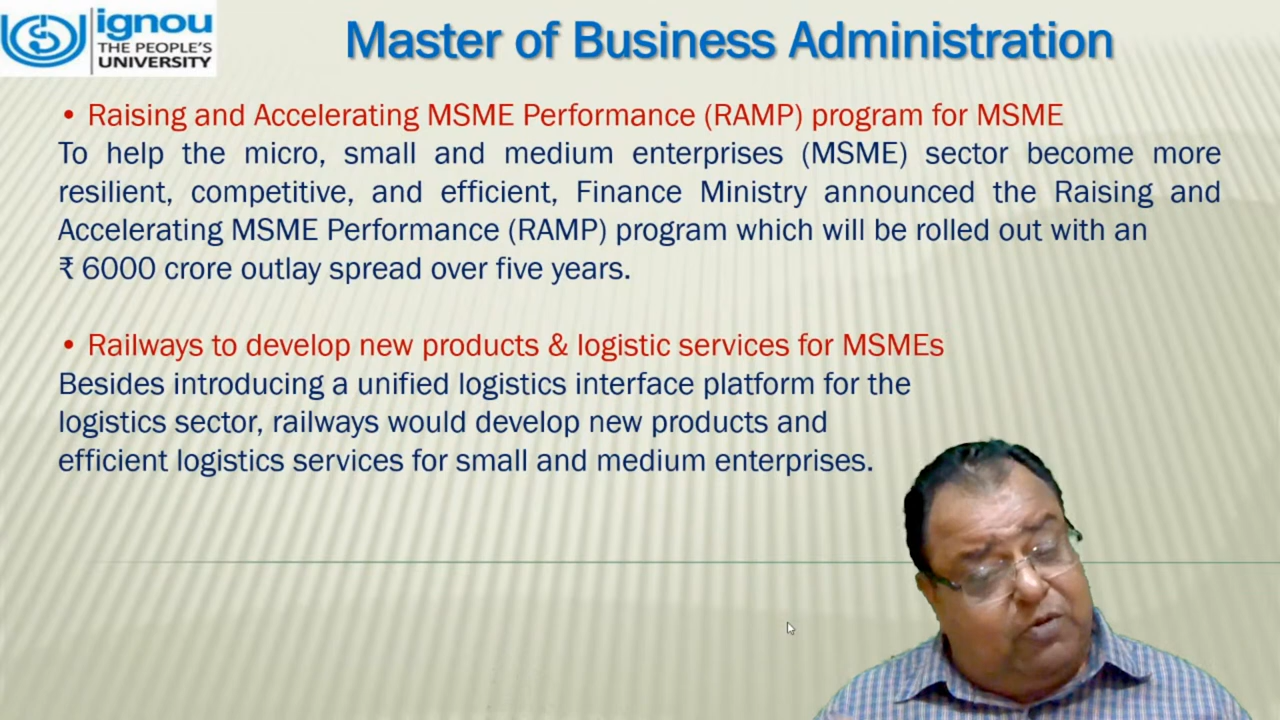 ignou
THE PEOPLE'S
UNIVERSITY
Master of Business Administration
• Raising and Accelerating MSME Performance (RAMP) program for MSME
To help the micro, small and medium enterprises (MSME) sector become more
resilient, competitive, and efficient, Finance Ministry announced the Raising and
Accelerating MSME Performance (RAMP) program which will be rolled out with an
₹ 6000 crore outlay spread over five years.
• Railways to develop new products & logistic services for MSMEs
Besides introducing a unified logistics interface platform for the
logistics sector, railways would develop new products and
efficient logistics services for small and medium enterprises.